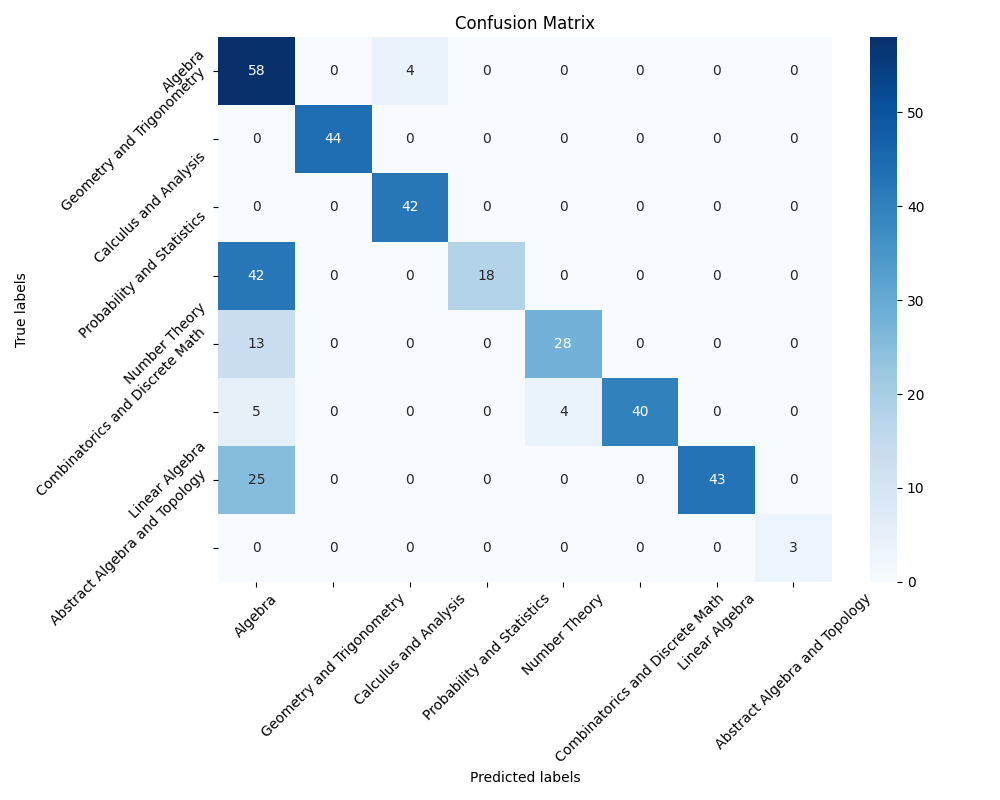 Confusion Matrix
True labels
Algebra
58 0 4 0 0 0 0 0
Geometry and Trigonometry
0 44 0 0 0 0 0 0
Calculus and Analysis
0 0 42 0 0 0 0 0
Probability and Statistics
42 0 0 18 0 0 0 0
Number Theory
13 0 0 0 28 0 0 0
Combinatorics and Discrete Math
5 0 0 0 4 40 0 0
Linear Algebra
25 0 0 0 0 0 43 0
Abstract Algebra and Topology
0 0 0 0 0 0 0 3
Algebra
Geometry and Trigonometry
Calculus and Analysis
Probability and Statistics
Number Theory
Combinatorics and Discrete Math
Linear Algebra
Abstract Algebra and Topology
Predicted labels
50
40
30
20
10
0